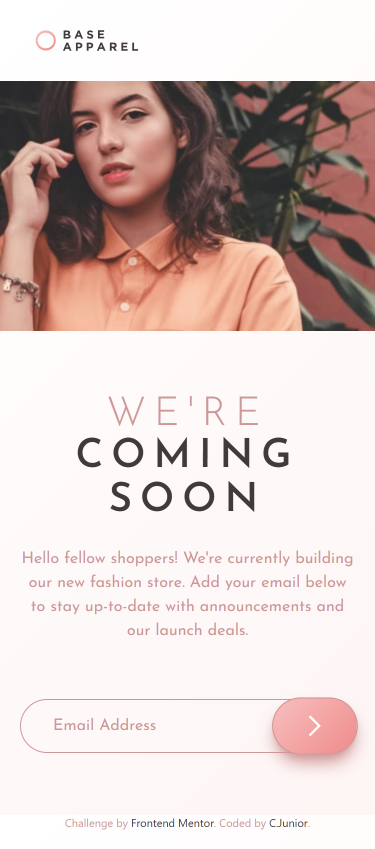 BASE
APPAREL
WE'RE
COMING
SOON
Hello fellow shoppers! We're currently building
our new fashion store. Add your email below
to stay up-to-date with announcements and
our launch deals.
Email Address
Challenge by Frontend Mentor. Coded by C.Junior.